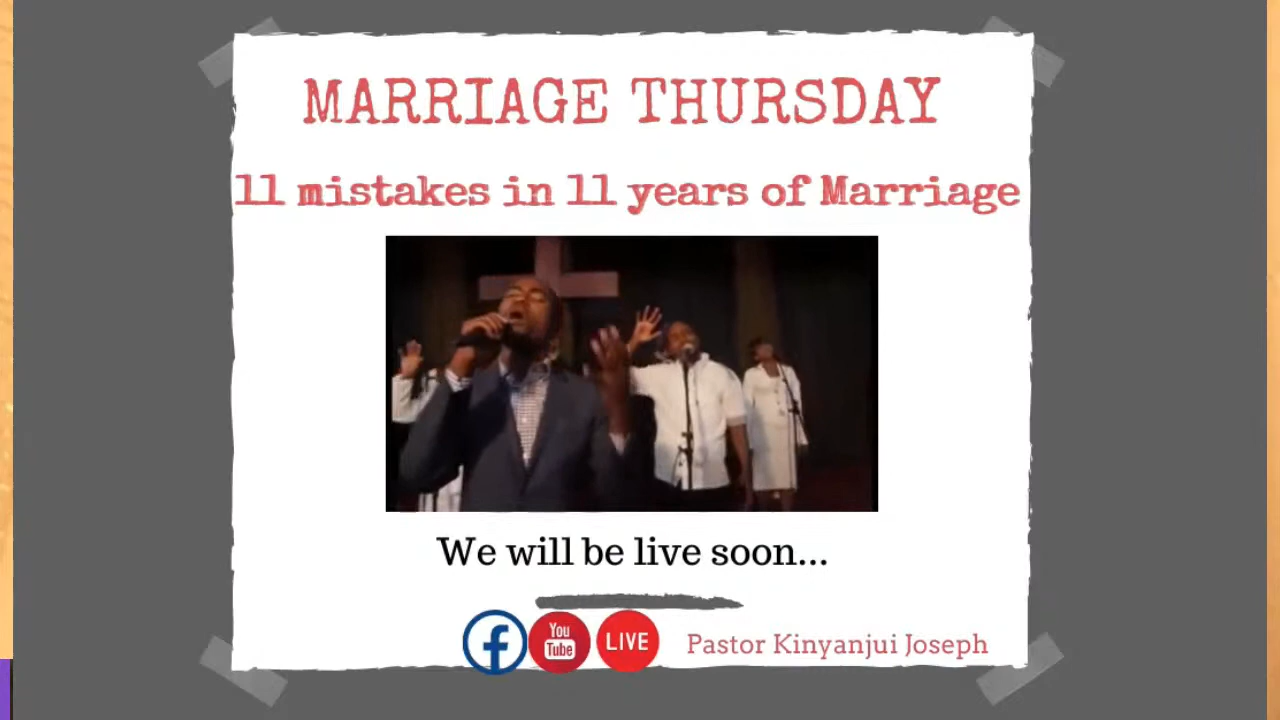 MARRIAGE THURSDAY
11 mistakes in 11 years of Marriage
We will be live soon...
You
Tube
LIVE
Pastor Kinyanjui Joseph